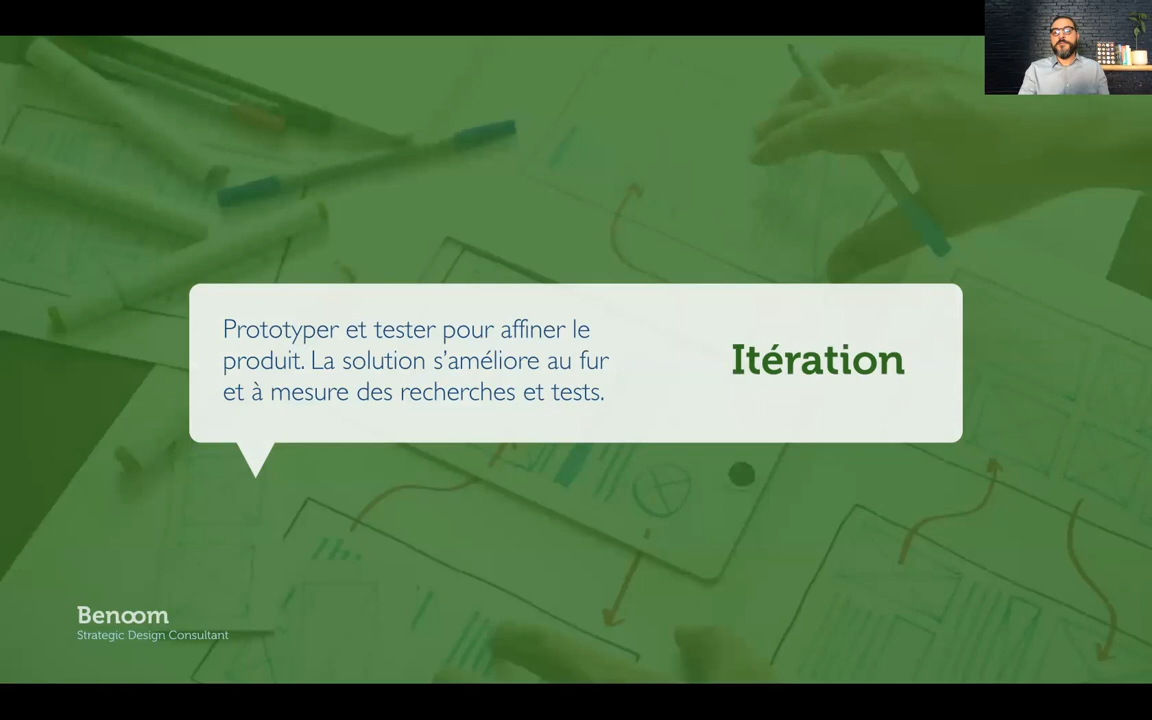 Prototyper et tester pour affiner le
produit. La solution s’améliore au fur
et à mesure des recherches et tests.
Itération
Benoom
Strategic Design Consultant